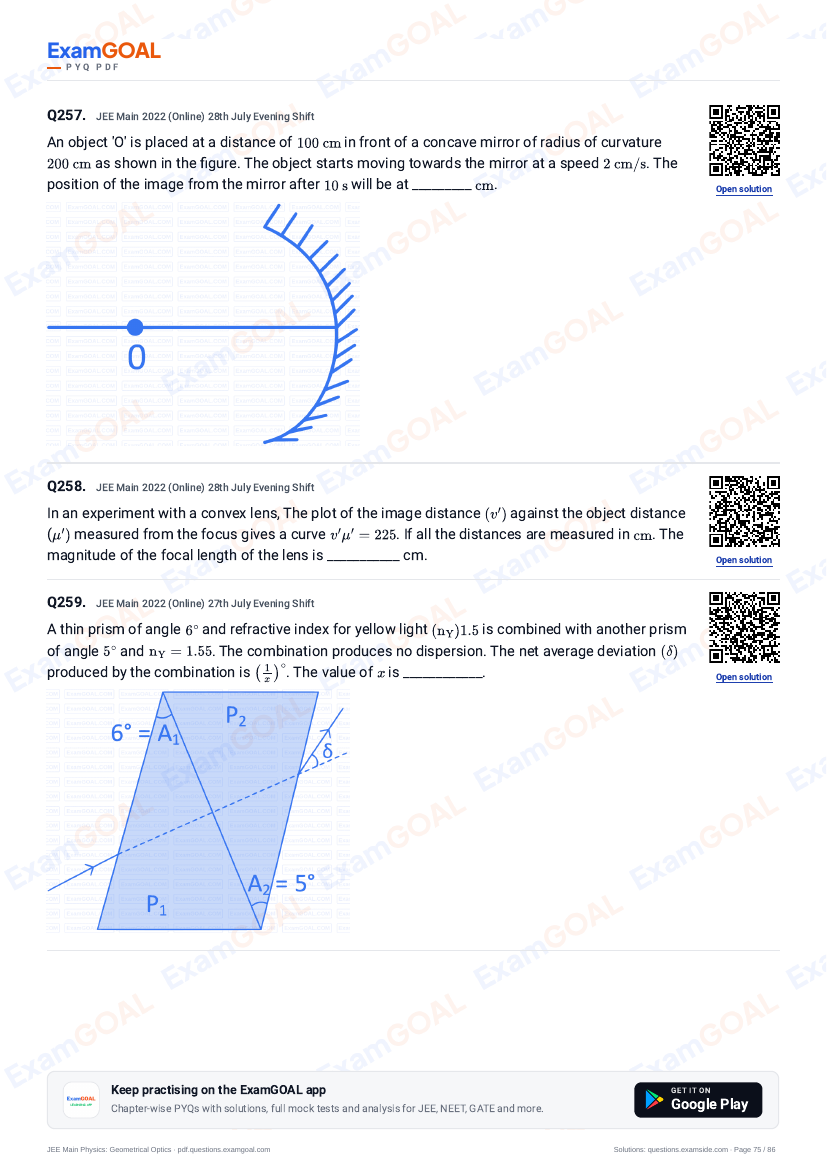 ExamGOAL
PYQ PDF
Q257. JEE Main 2022 (Online) 28th July Evening Shift
An object 'O' is placed at a distance of 100 cm in front of a concave mirror of radius of curvature
200 cm as shown in the figure. The object starts moving towards the mirror at a speed 2 cm/s. The
position of the image from the mirror after 10 s will be at _________ cm.
Open solution
O
Q258. JEE Main 2022 (Online) 28th July Evening Shift
In an experiment with a convex lens, The plot of the image distance (v′) against the object distance
(μ′) measured from the focus gives a curve v′μ′ = 225. If all the distances are measured in cm. The
magnitude of the focal length of the lens is ___________ cm.
Open solution
Q259. JEE Main 2022 (Online) 27th July Evening Shift
A thin prism of angle 6° and refractive index for yellow light (n_Y)1.5 is combined with another prism
of angle 5° and n_Y = 1.55. The combination produces no dispersion. The net average deviation (δ)
produced by the combination is (1/x)°. The value of x is ____________.
Open solution
P₂
6° = A₁
δ
A₂ = 5°
P₁
Keep practising on the ExamGOAL app
Chapter-wise PYQs with solutions, full mock tests and analysis for JEE, NEET, GATE and more.
GET IT ON
Google Play
JEE Main Physics: Geometrical Optics · pdf.questions.examgoal.com
Solutions: questions.examside.com · Page 75 / 86